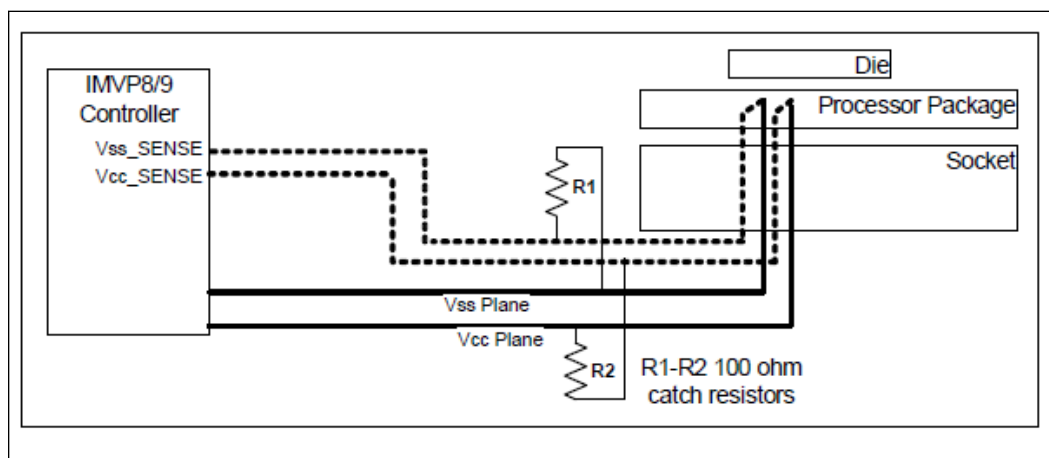 IMVP8/9
Controller
Vss_SENSE
Vcc_SENSE
Die
Processor Package
Socket
R1
Vss Plane
Vcc Plane
R2
R1-R2 100 ohm
catch resistors